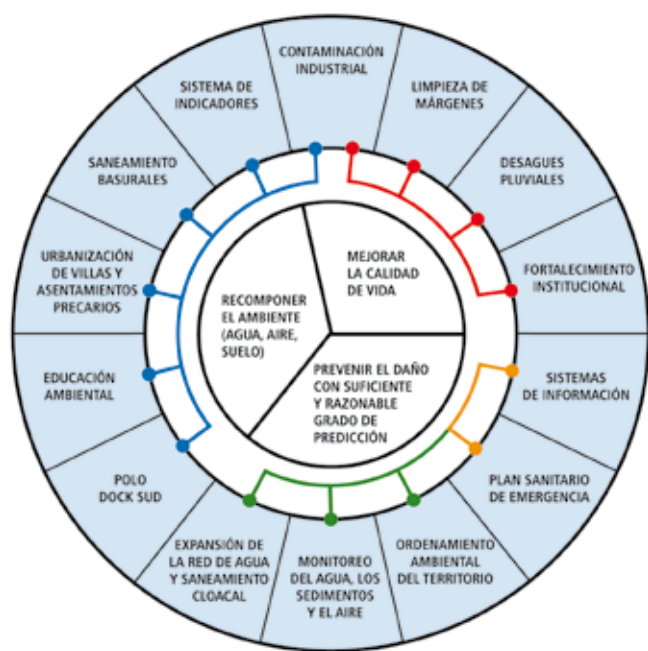 CONTAMINACIÓN
INDUSTRIAL
LIMPIEZA DE
MÁRGENES
DESAGUES
PLUVIALES
FORTALECIMIENTO
INSTITUCIONAL
SISTEMAS
DE INFORMACIÓN
PLAN SANITARIO
DE EMERGENCIA
ORDENAMIENTO
AMBIENTAL
DEL TERRITORIO
MONITOREO
DEL AGUA, LOS
SEDIMENTOS
Y EL AIRE
EXPANSIÓN DE
LA RED DE AGUA
Y SANEAMIENTO
CLOACAL
POLO
DOCK SUD
EDUCACIÓN
AMBIENTAL
URBANIZACIÓN
DE VILLAS Y
ASENTAMIENTOS
PRECARIOS
SANEAMIENTO
BASURALES
SISTEMA DE
INDICADORES
MEJORAR
LA CALIDAD
DE VIDA
RECOMPONER
EL AMBIENTE
(AGUA, AIRE,
SUELO)
PREVENIR EL DAÑO
CON SUFICIENTE
Y RAZONABLE
GRADO DE
PREDICCIÓN